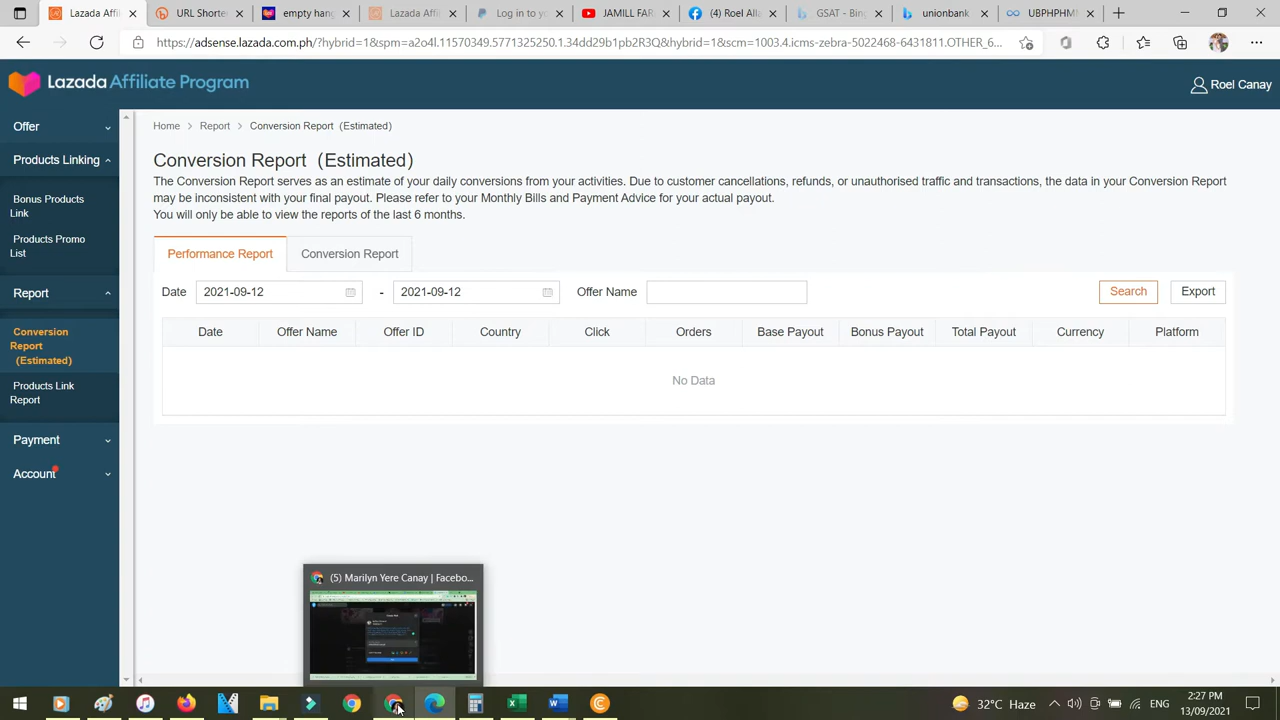 Lazada Affi
URL Shorte
empty hang
Lazada Affi
Log in to yo
JAMILL FAR
(4) Roel Alb
GSAT - Bing
unionbank
UBPHPHMM
https://adsense.lazada.com.ph/?hybrid=1&spm=a2o4l.11570349.5771325250.1.34dd29b1pb2R3Q&hybrid=1&scm=1003.4.icms-zebra-5022468-6431811.OTHER_6...
Lazada Affiliate Program
Roel Canay
Offer
Products Linking
Bonus Products
Link
Products Promo
List
Report
Conversion
Report
(Estimated)
Products Link
Report
Payment
Account
Home > Report > Conversion Report (Estimated)
Conversion Report (Estimated)
The Conversion Report serves as an estimate of your daily conversions from your activities. Due to customer cancellations, refunds, or unauthorised traffic and transactions, the data in your Conversion Report
may be inconsistent with your final payout. Please refer to your Monthly Bills and Payment Advice for your actual payout.
You will only be able to view the reports of the last 6 months.
Performance Report Conversion Report
Date 2021-09-12 - 2021-09-12 Offer Name Search Export
Date Offer Name Offer ID Country Click Orders Base Payout Bonus Payout Total Payout Currency Platform
No Data
(5) Marilyn Yere Canay | Facebo...
32°C Haze
ENG
2:27 PM
13/09/2021